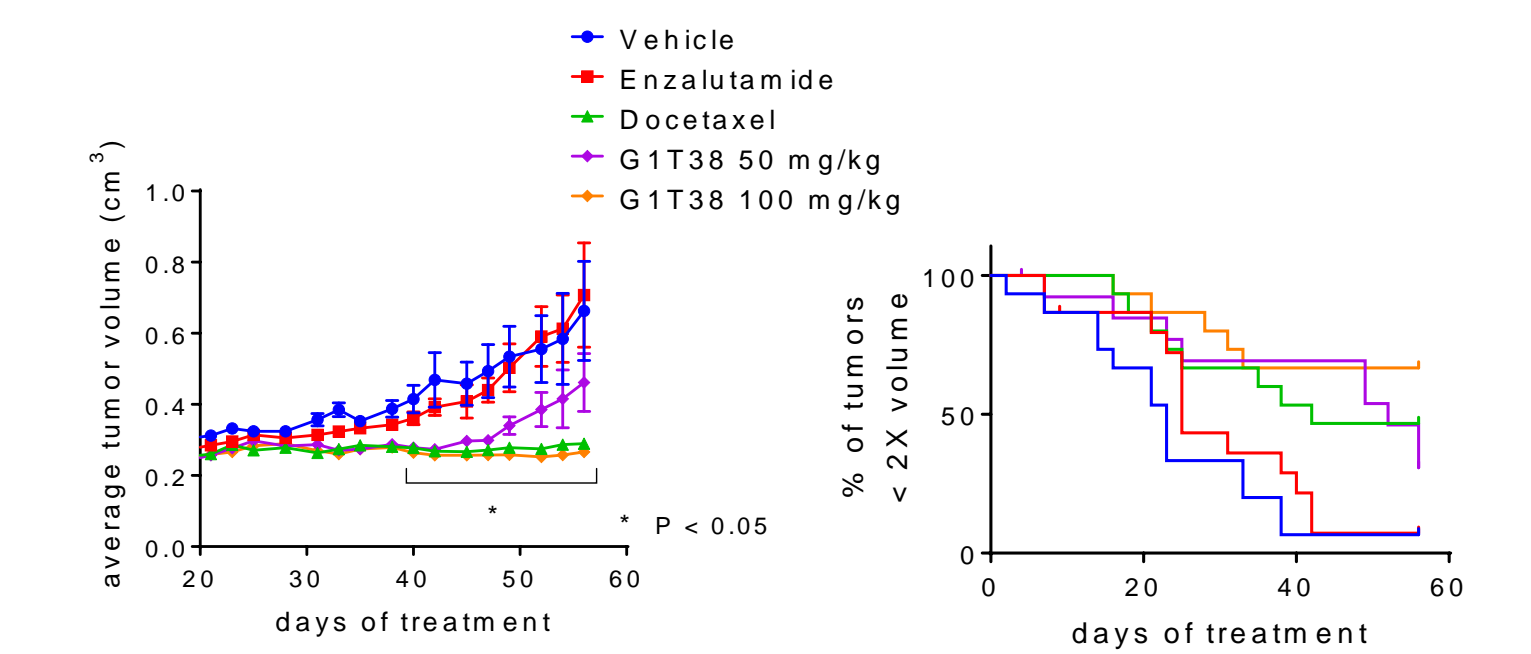 Vehicle
Enzalutamide
Docetaxel
G1T38 50 mg/kg
G1T38 100 mg/kg
average tumor volume (cm3)
1.0
0.8
0.6
0.4
0.2
0.0
20 30 40 50 60
days of treatment
*
* P < 0.05
% of tumors
< 2X volume
100
50
0
0 20 40 60
days of treatment